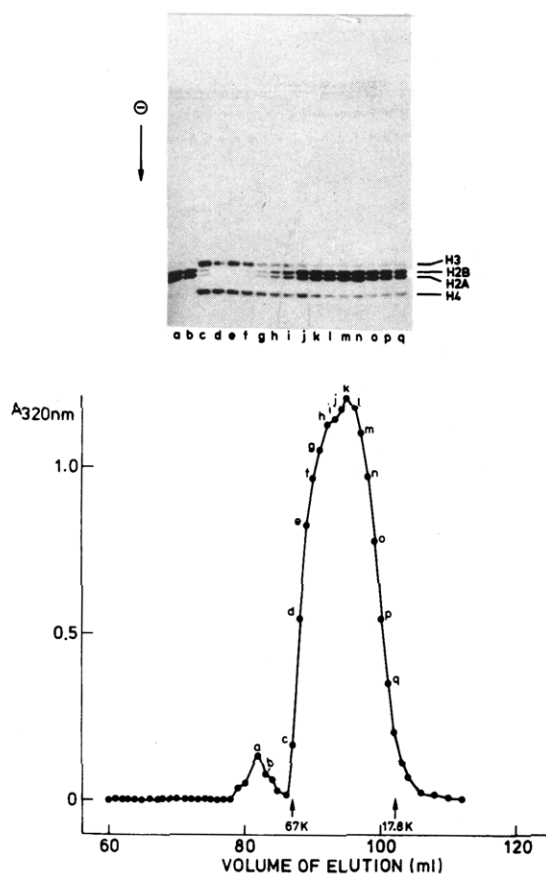 ⊖
H3
H2B
H2A
H4
a b c d e f g h i j k l m n o p q
A320nm
1.0
0.5
0
a
b
c
d
e
f
g
h
i
j
k
l
m
n
o
p
q
67K
17.8K
60
80
100
120
VOLUME OF ELUTION (ml)